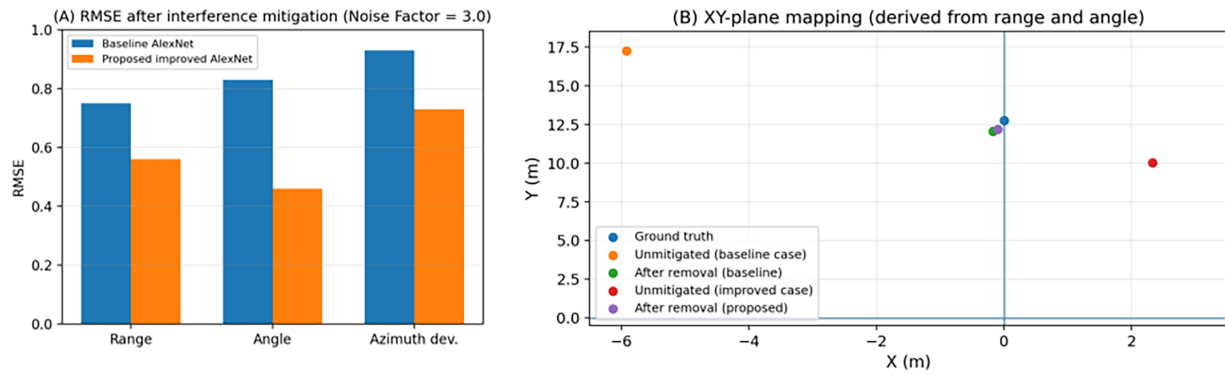 (A) RMSE after interference mitigation (Noise Factor = 3.0)
Baseline AlexNet
Proposed improved AlexNet
RMSE
1.0
0.8
0.6
0.4
0.2
0.0
Range
Angle
Azimuth dev.
(B) XY-plane mapping (derived from range and angle)
Y (m)
17.5
15.0
12.5
10.0
7.5
5.0
2.5
0.0
Ground truth
Unmitigated (baseline case)
After removal (baseline)
Unmitigated (improved case)
After removal (proposed)
−6
−4
−2
0
2
X (m)